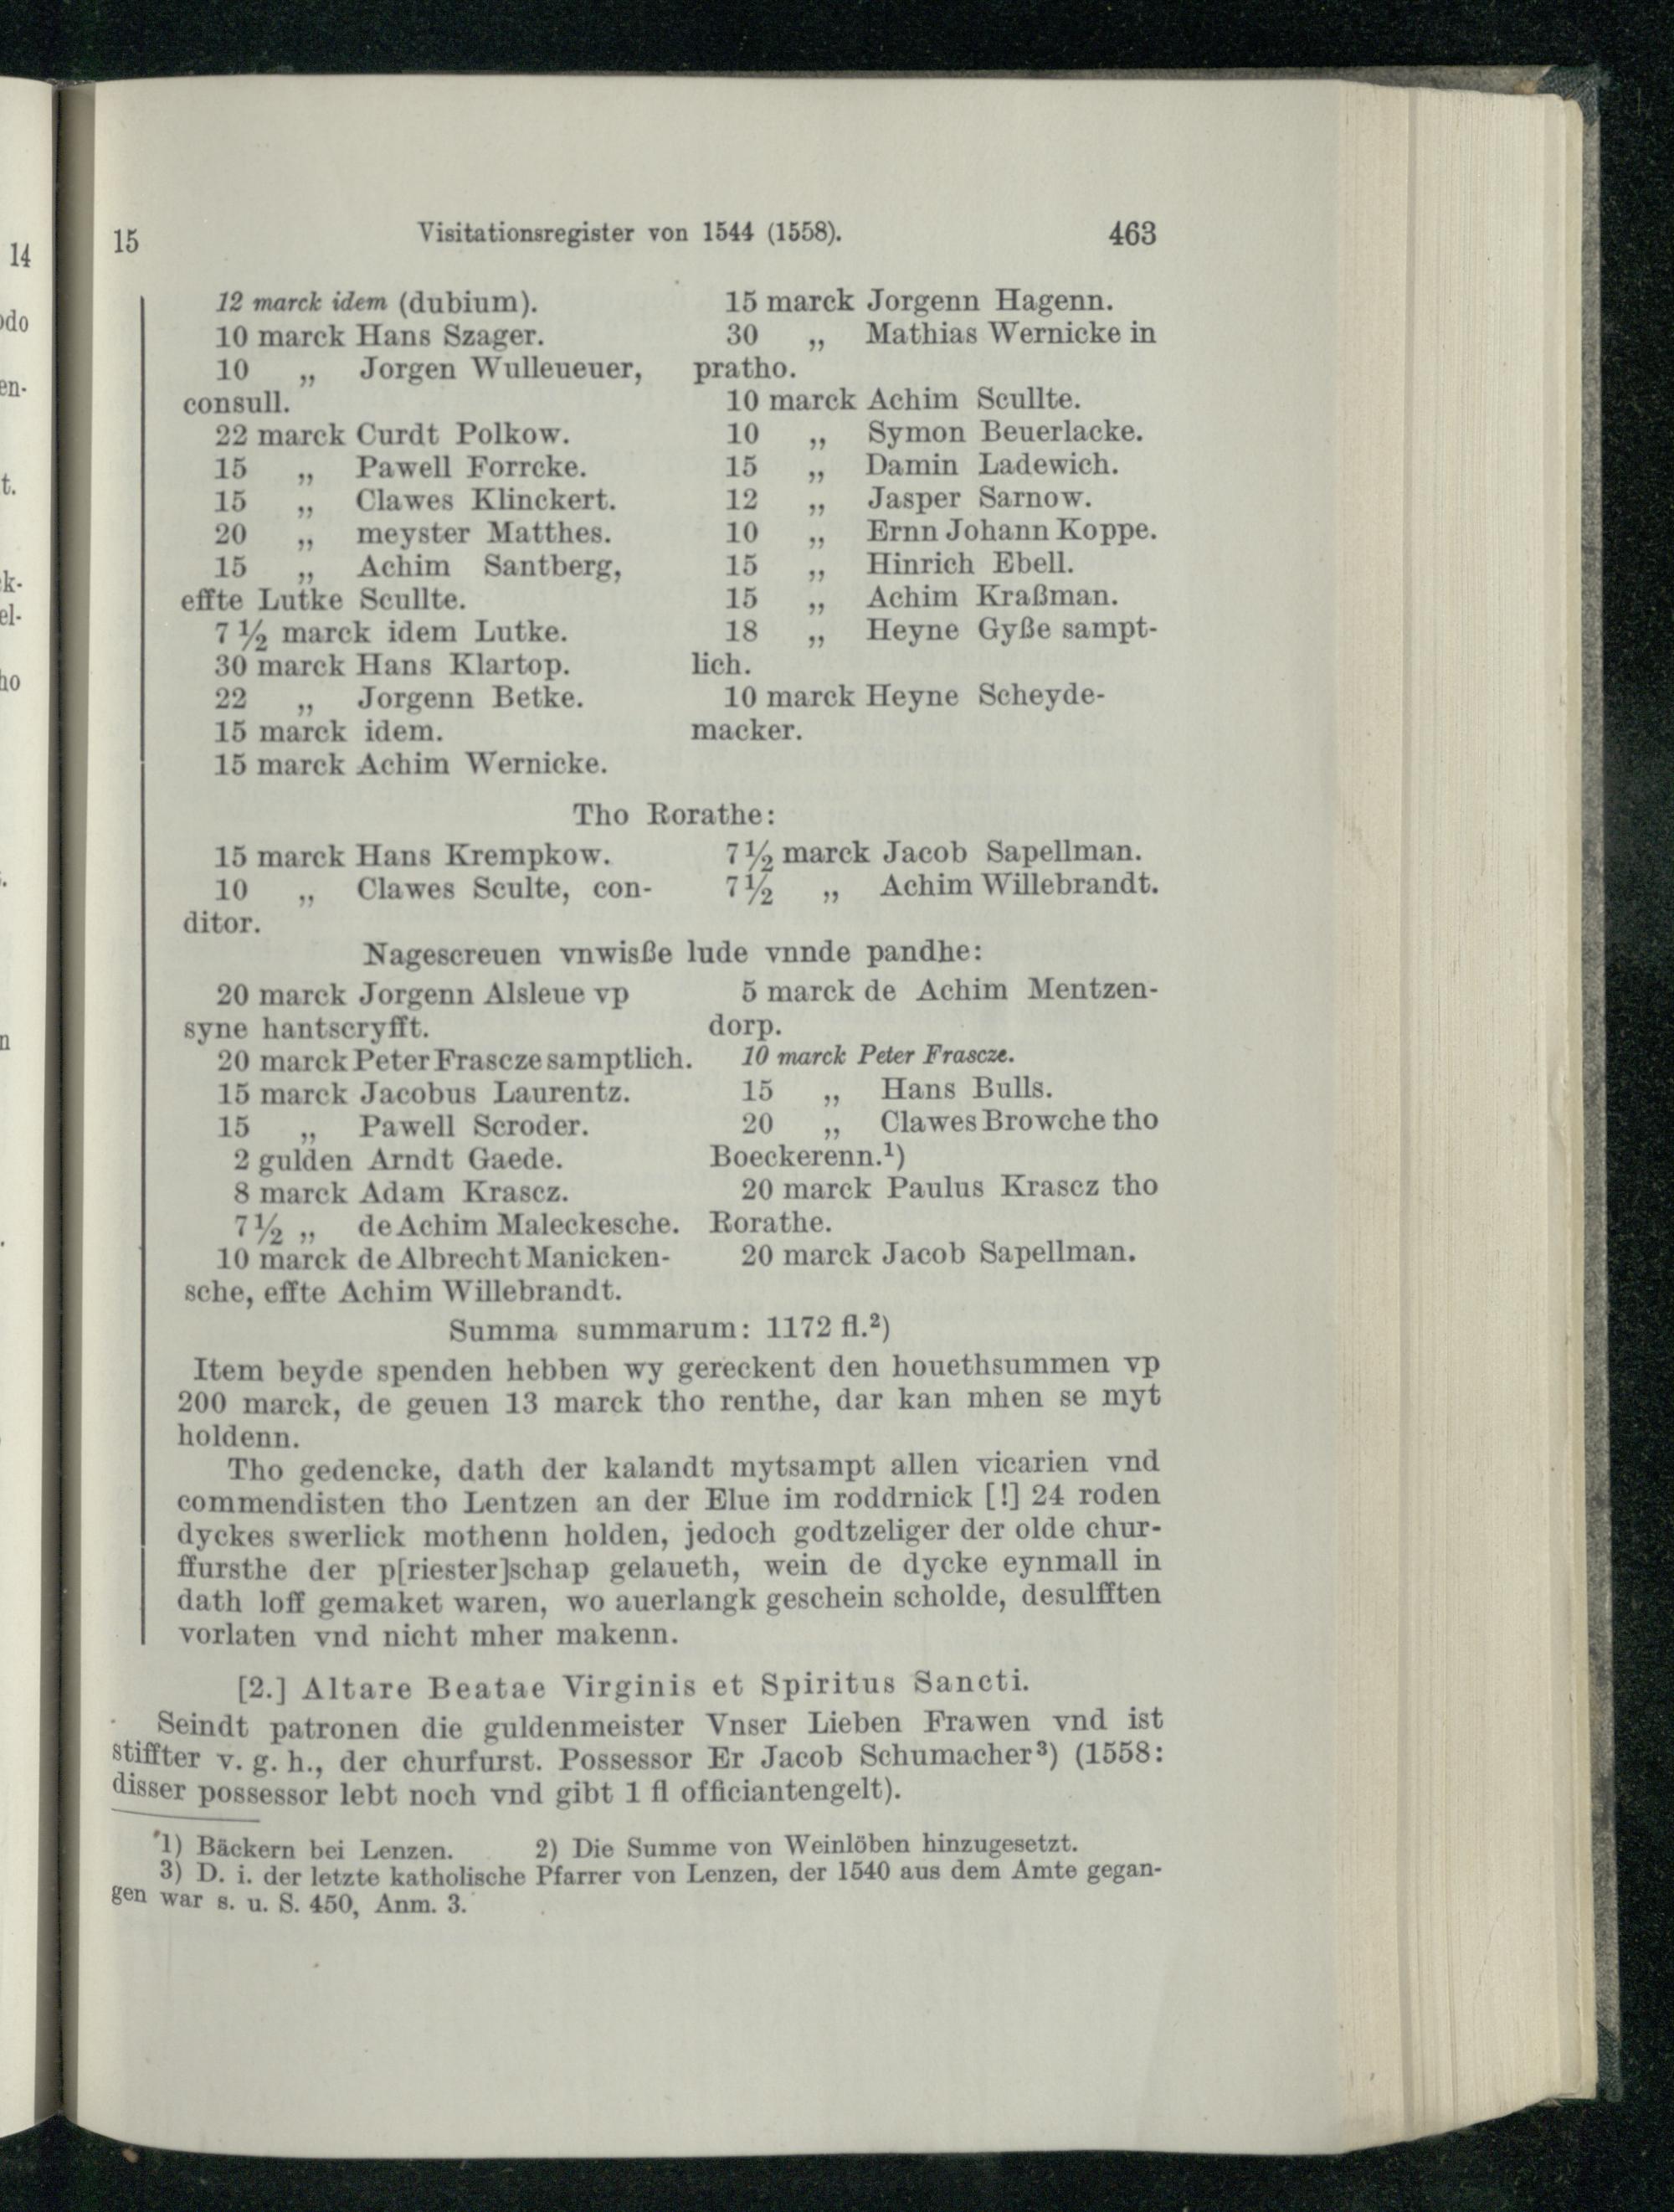 15 Visitationsregister von 1544 (1558). 463
12 marck idem (dubium).
10 marck Hans Szager.
10 „ Jorgen Wulleueuer,
consull.
22 marck Curdt Polkow.
15 „ Pawell Forrcke.
15 „ Clawes Klinckert.
20 „ meyster Matthes.
15 „ Achim Santberg,
effte Lutke Scullte.
7 ½ marck idem Lutke.
30 marck Hans Klartop.
22 „ Jorgenn Betke.
15 marck idem.
15 marck Achim Wernicke.
15 marck Jorgenn Hagenn.
30 „ Mathias Wernicke in
pratho.
10 marck Achim Scullte.
10 „ Symon Beuerlacke.
15 „ Damin Ladewich.
12 „ Jasper Sarnow.
10 „ Ernn Johann Koppe.
15 „ Hinrich Ebell.
15 „ Achim Kraßman.
18 „ Heyne Gyße sampt-
lich.
10 marck Heyne Scheyde-
macker.
Tho Rorathe:
15 marck Hans Krempkow.
10 „ Clawes Sculte, con-
ditor.
7 ½ marck Jacob Sapellman.
7 ½ „ Achim Willebrandt.
Nagescreuen vnwisße lude vnnde pandhe:
20 marck Jorgenn Alsleue vp
syne hantscryfft.
20 marck Peter Frascze samptlich.
15 marck Jacobus Laurentz.
15 „ Pawell Scroder.
2 gulden Arndt Gaede.
8 marck Adam Krascz.
7 ½ „ de Achim Maleckesche.
10 marck de Albrecht Manicken-
sche, effte Achim Willebrandt.
5 marck de Achim Mentzen-
dorp.
10 marck Peter Frascze.
15 „ Hans Bulls.
20 „ Clawes Browche tho
Boeckerenn.¹)
20 marck Paulus Krascz tho
Rorathe.
20 marck Jacob Sapellman.
Summa summarum: 1172 fl.²)
Item beyde spenden hebben wy gereckent den houethsummen vp
200 marck, de geuen 13 marck tho renthe, dar kan mhen se myt
holdenn.
Tho gedencke, dath der kalandt mytsampt allen vicarien vnd
commendisten tho Lentzen an der Elue im roddrnick [!] 24 roden
dyckes swerlick mothenn holden, jedoch godtzeliger der olde chur-
ffursthe der p[riester]schap gelaueth, wein de dycke eynmall in
dath loff gemaket waren, wo auerlangk geschein scholde, desulfften
vorlaten vnd nicht mher makenn.
[2.] Altare Beatae Virginis et Spiritus Sancti.
Seindt patronen die guldenmeister Vnser Lieben Frawen vnd ist
stiffter v. g. h., der churfurst. Possessor Er Jacob Schumacher³) (1558:
disser possessor lebt noch vnd gibt 1 fl officiantengelt).
1) Bäckern bei Lenzen. 2) Die Summe von Weinlöben hinzugesetzt.
3) D. i. der letzte katholische Pfarrer von Lenzen, der 1540 aus dem Amte gegan-
gen war s. u. S. 450, Anm. 3.